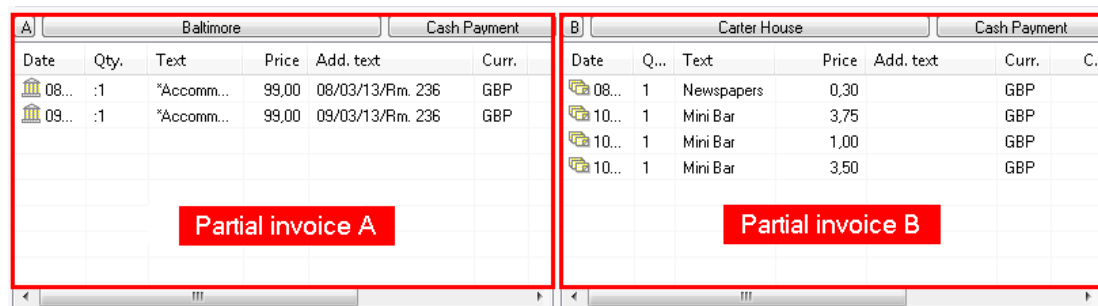 A Baltimore Cash Payment
Date Qty. Text Price Add. text Curr.
08... :1 *Accomm... 99,00 08/03/13/Rm. 236 GBP
09... :1 *Accomm... 99,00 09/03/13/Rm. 236 GBP
Partial invoice A
B Carter House Cash Payment
Date Q... Text Price Add. text Curr. C.
08... 1 Newspapers 0,30 GBP
10... 1 Mini Bar 3,75 GBP
10... 1 Mini Bar 1,00 GBP
10... 1 Mini Bar 3,50 GBP
Partial invoice B